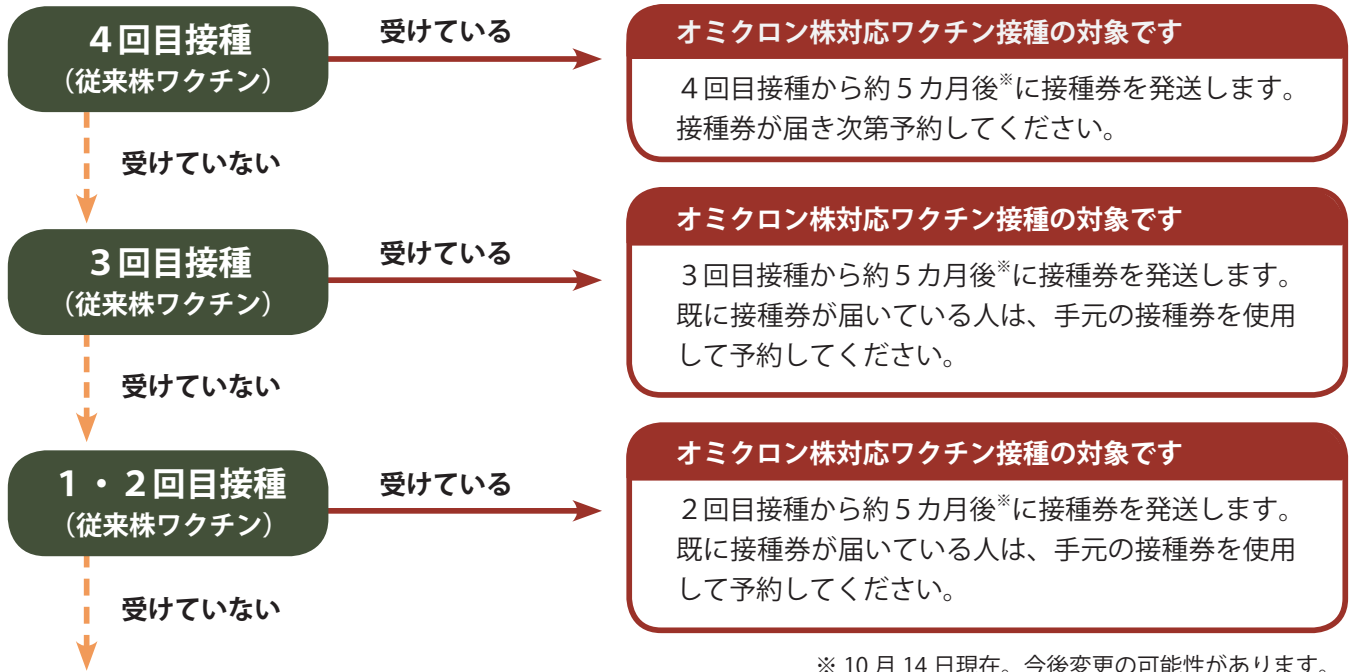 ４回目接種
（従来株ワクチン）
受けている
オミクロン株対応ワクチン接種の対象です
４回目接種から約５カ月後※に接種券を発送します。
接種券が届き次第予約してください。
受けていない
３回目接種
（従来株ワクチン）
受けている
オミクロン株対応ワクチン接種の対象です
３回目接種から約５カ月後※に接種券を発送します。
既に接種券が届いている人は、手元の接種券を使用
して予約してください。
受けていない
１・２回目接種
（従来株ワクチン）
受けている
オミクロン株対応ワクチン接種の対象です
２回目接種から約５カ月後※に接種券を発送します。
既に接種券が届いている人は、手元の接種券を使用
して予約してください。
受けていない
※ 10 月 14 日現在。今後変更の可能性があります。